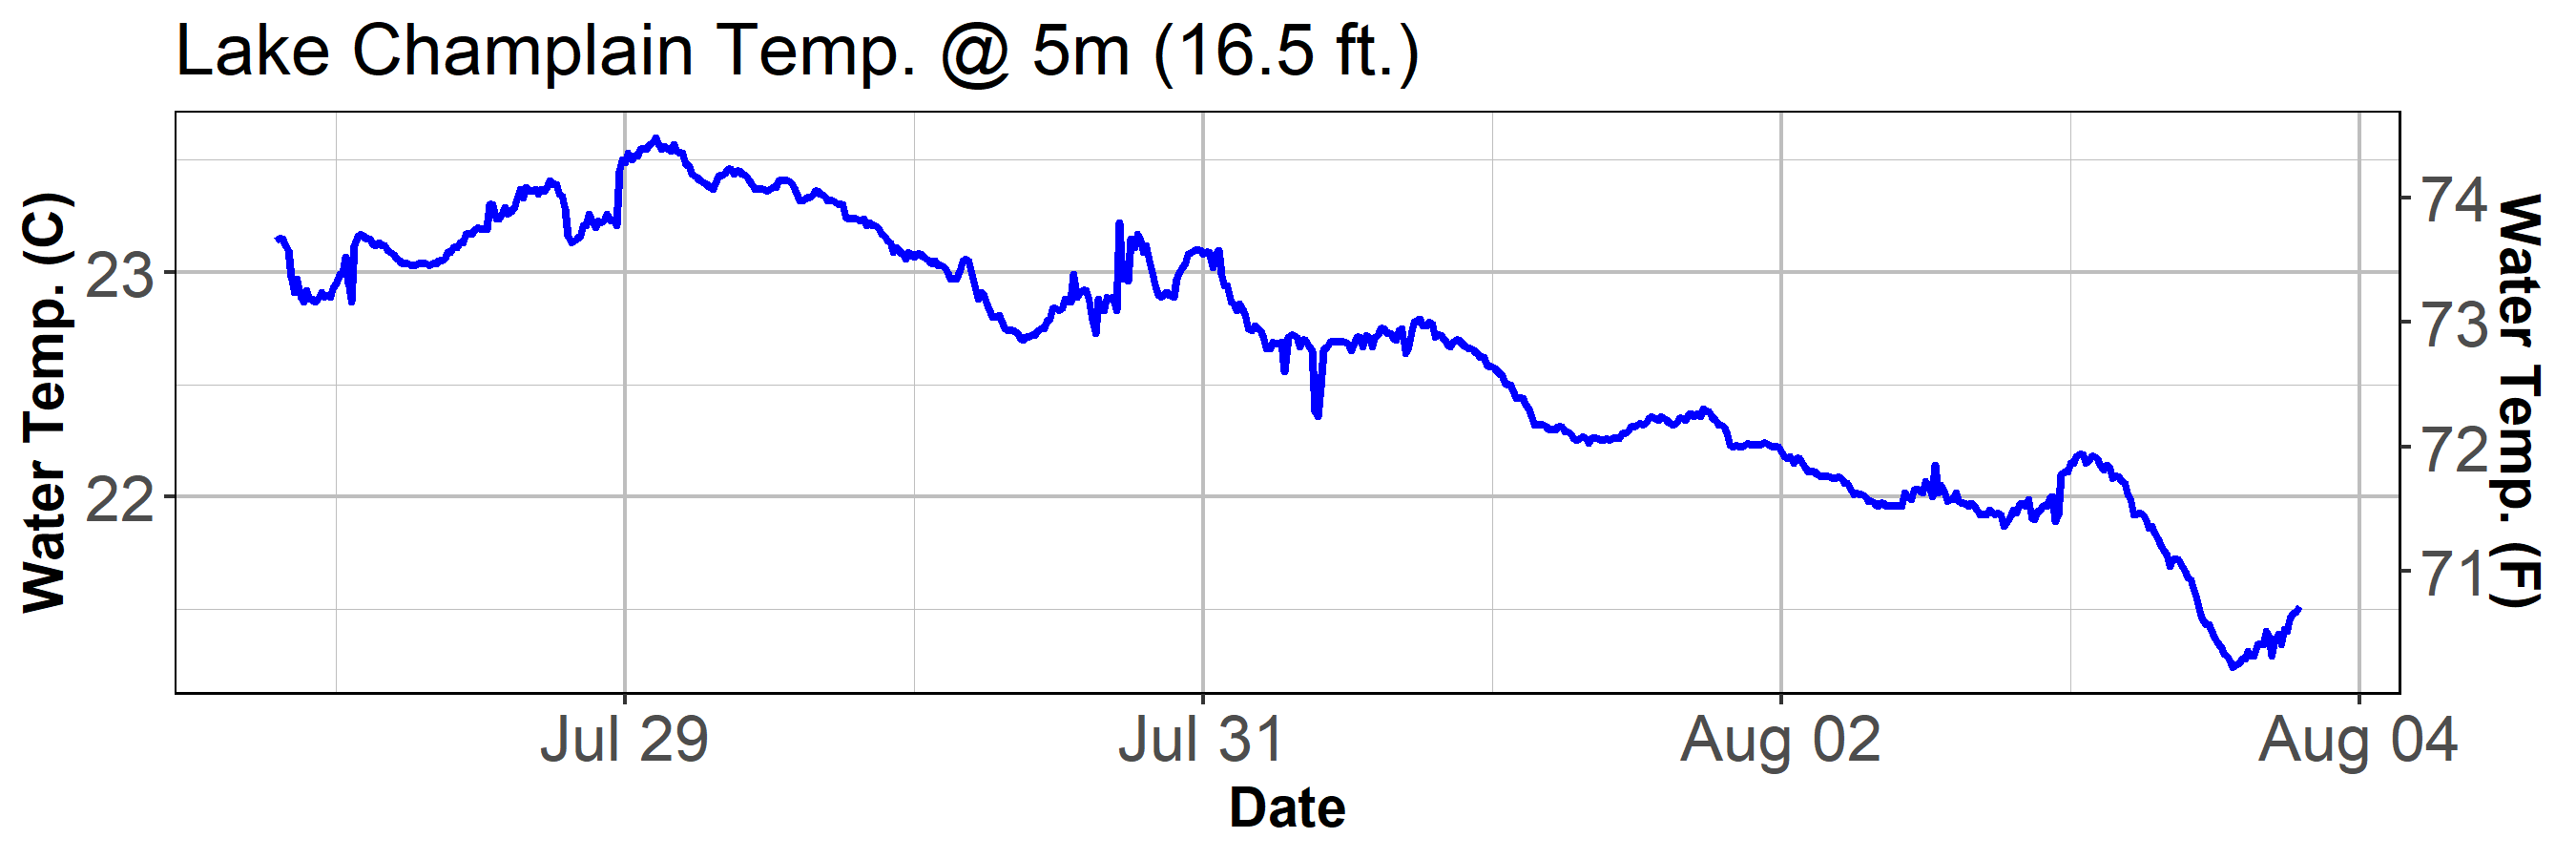 Lake Champlain Temp. @ 5m (16.5 ft.)
Water Temp. (C)
23
22
74
73
72
71
Water Temp. (F)
Jul 29
Jul 31
Aug 02
Aug 04
Date